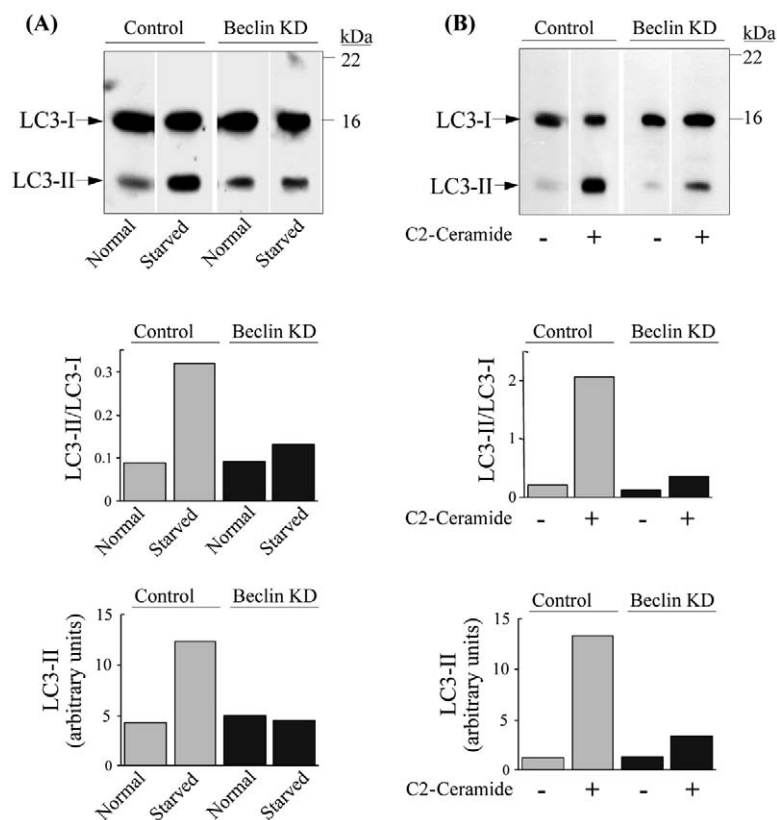 (A)
Control Beclin KD
kDa
22
LC3-I
16
LC3-II
Normal Starved Normal Starved
(B)
Control Beclin KD
kDa
22
LC3-I
16
LC3-II
C2-Ceramide - + - +
Control Beclin KD
LC3-II/LC3-I
0.3
0.2
0.1
0
Normal Starved Normal Starved
Control Beclin KD
LC3-II/LC3-I
2
1
0
C2-Ceramide - + - +
Control Beclin KD
LC3-II
(arbitrary units)
15
10
5
0
Normal Starved Normal Starved
Control Beclin KD
LC3-II
(arbitrary units)
15
10
5
0
C2-Ceramide - + - +